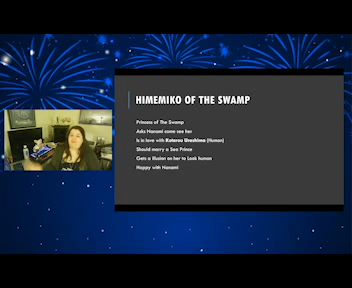 HIMEMIKO OF THE SWAMP
Princess of The Swamp
Asks Nanami come see her
Is in love with Kotarou Urashima (Human)
Should marry a Sea Prince
Gets a Illusion on her to Look human
Happy with Nanami